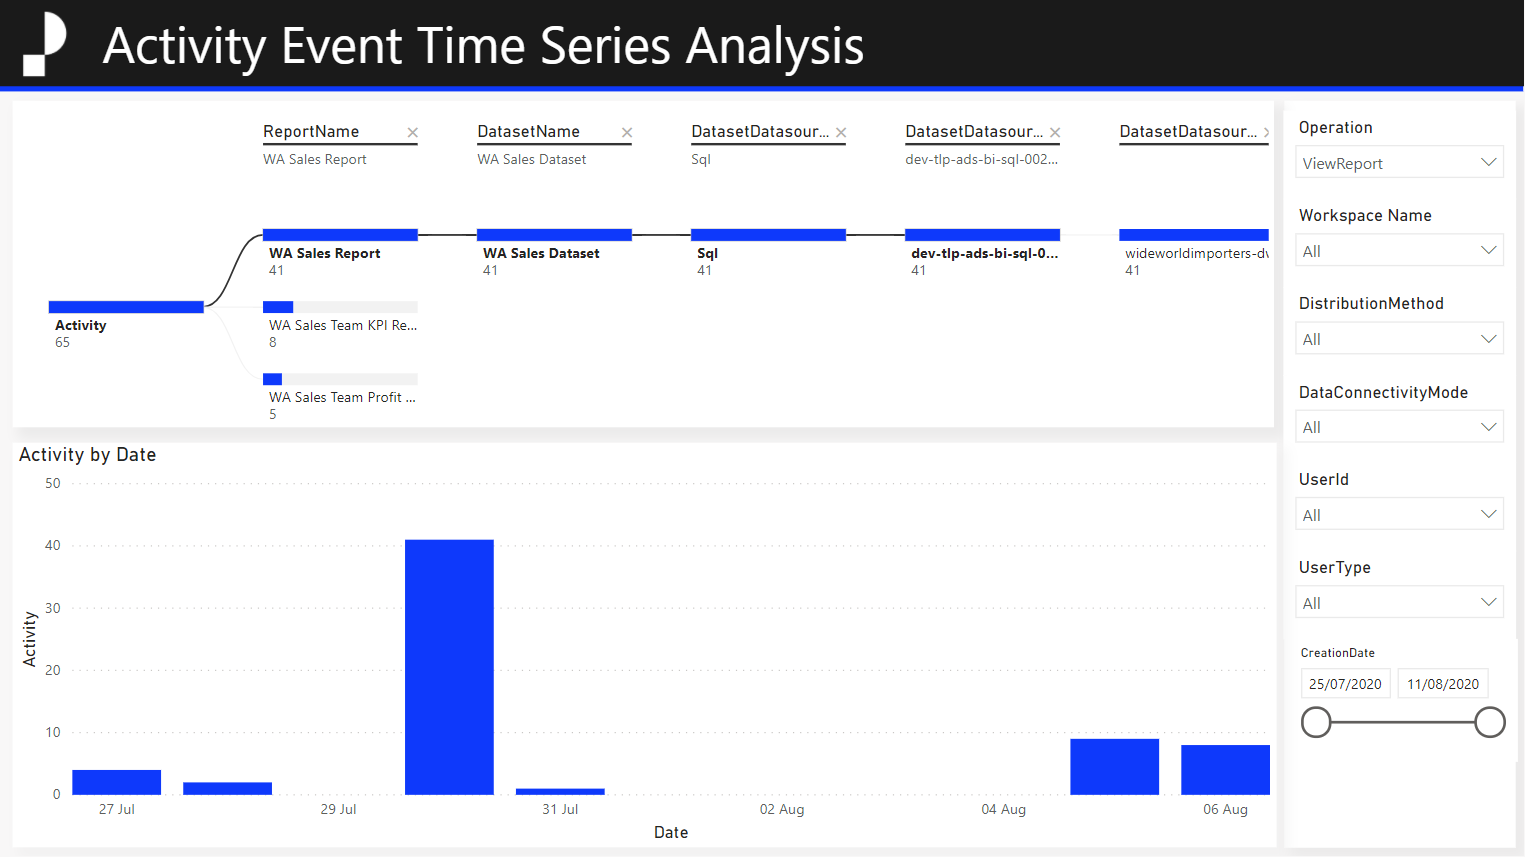 Activity Event Time Series Analysis
ReportName
WA Sales Report
DatasetName
WA Sales Dataset
DatasetDatasour...
Sql
DatasetDatasour...
dev-tlp-ads-bi-sql-002...
DatasetDatasour...
Activity
65
WA Sales Report
41
WA Sales Team KPI Re...
8
WA Sales Team Profit ...
5
WA Sales Dataset
41
Sql
41
dev-tlp-ads-bi-sql-0...
41
wideworldimporters-dw
41
Activity by Date
Activity
50
40
30
20
10
0
27 Jul
29 Jul
31 Jul
02 Aug
04 Aug
06 Aug
Date
Operation
ViewReport
Workspace Name
All
DistributionMethod
All
DataConnectivityMode
All
UserId
All
UserType
All
CreationDate
25/07/2020
11/08/2020